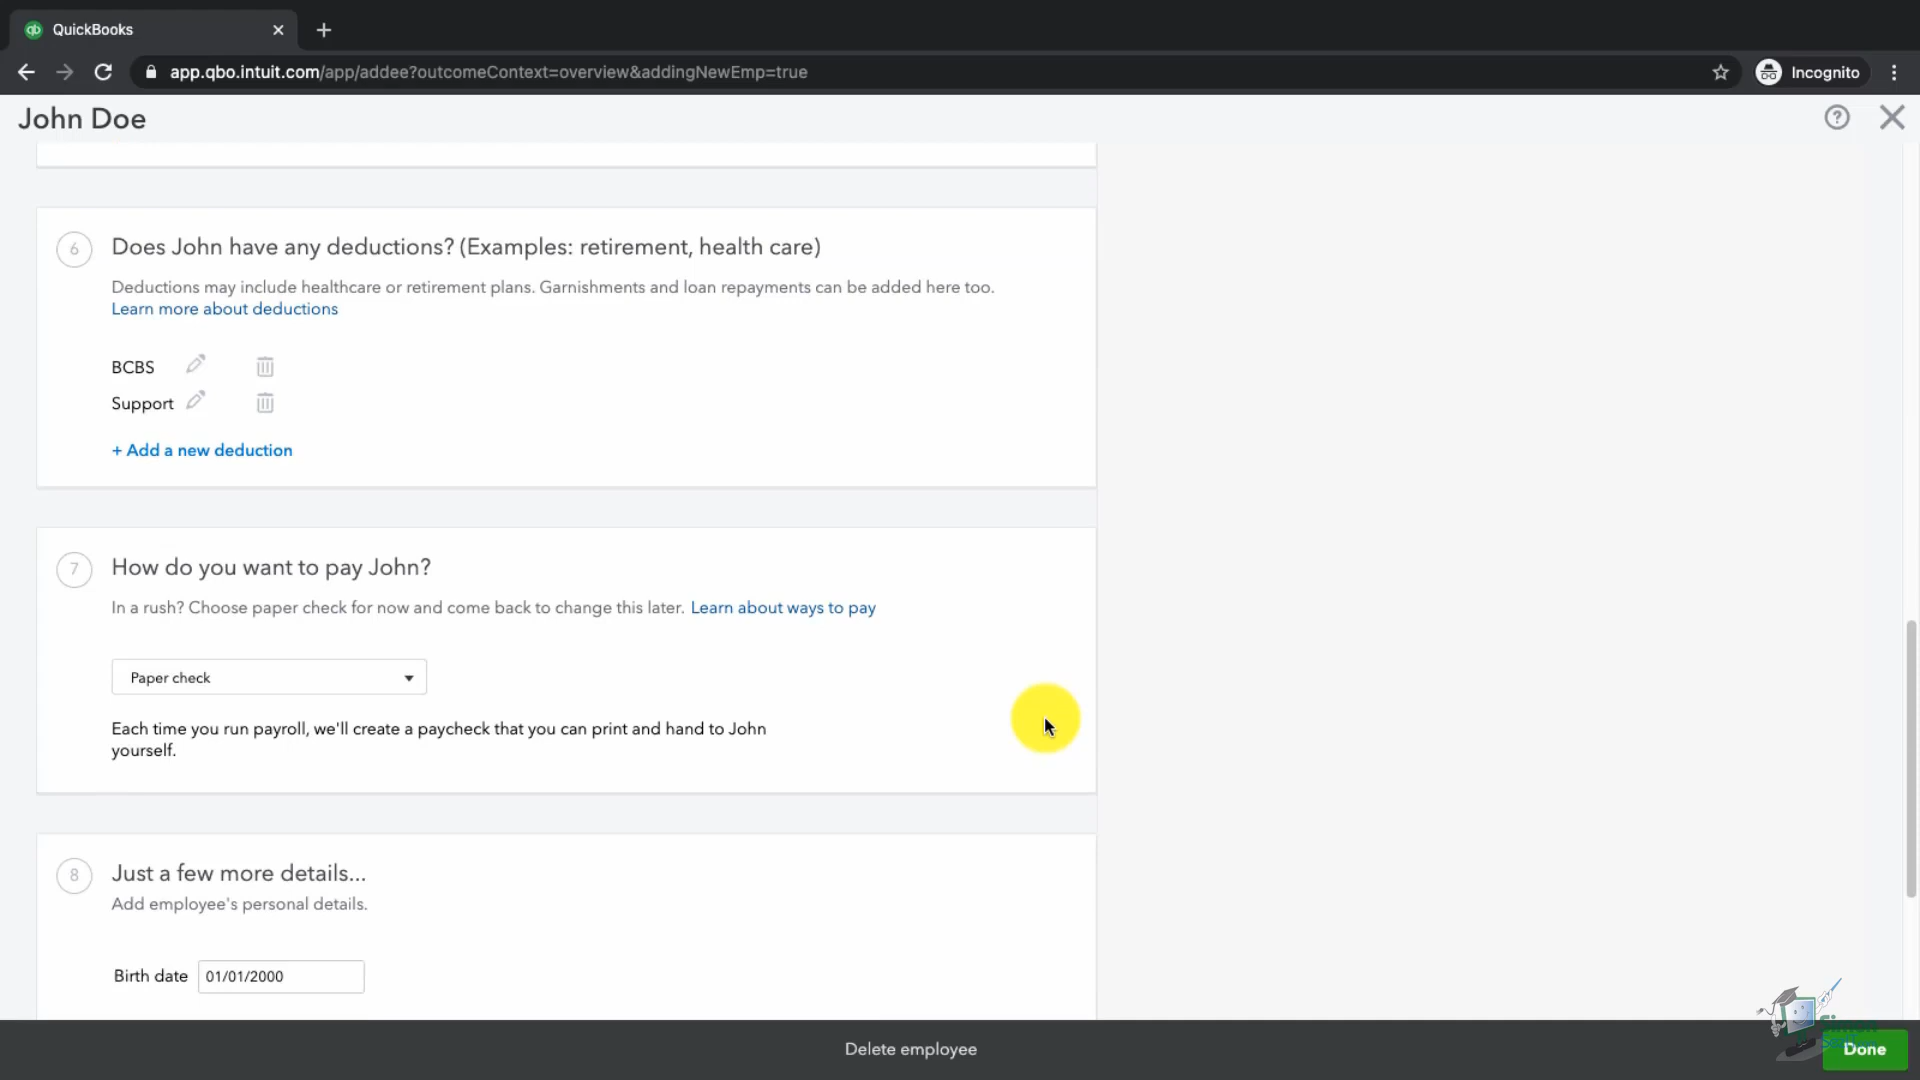 QuickBooks
app.qbo.intuit.com/app/addee?outcomeContext=overview&addingNewEmp=true
Incognito
John Doe
6
Does John have any deductions? (Examples: retirement, health care)
Deductions may include healthcare or retirement plans. Garnishments and loan repayments can be added here too.
Learn more about deductions
BCBS
Support
+ Add a new deduction
7
How do you want to pay John?
In a rush? Choose paper check for now and come back to change this later. Learn about ways to pay
Paper check
Each time you run payroll, we'll create a paycheck that you can print and hand to John
yourself.
8
Just a few more details...
Add employee's personal details.
Birth date
01/01/2000
Delete employee
Done